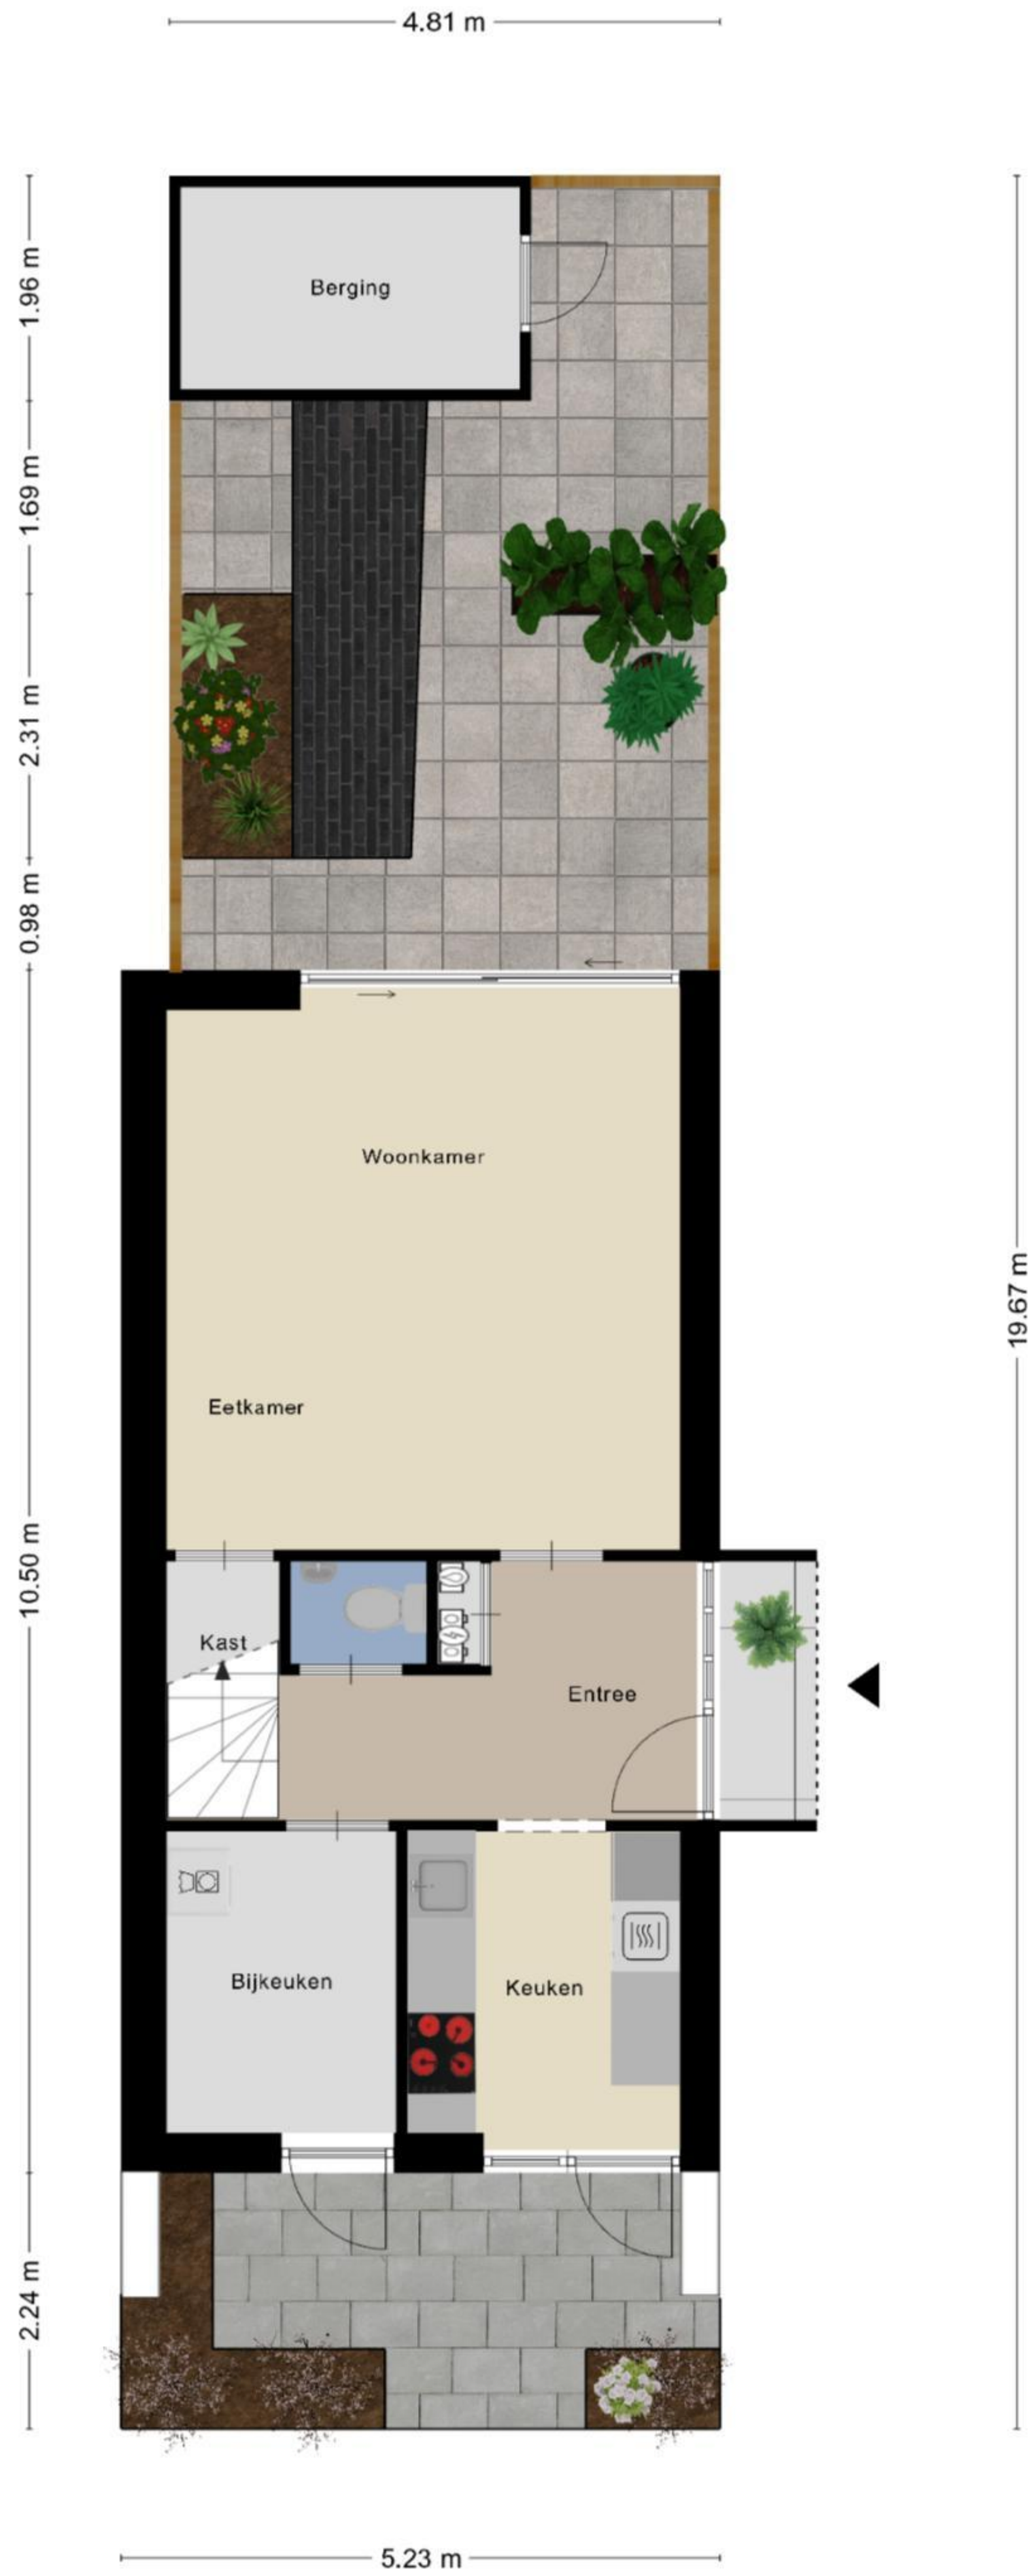 4.81 m
1.96 m
Berging
1.69 m
2.31 m
0.98 m
Woonkamer
19.67 m
Eetkamer
10.50 m
Kast
Entree
Bijkeuken
Keuken
2.24 m
5.23 m